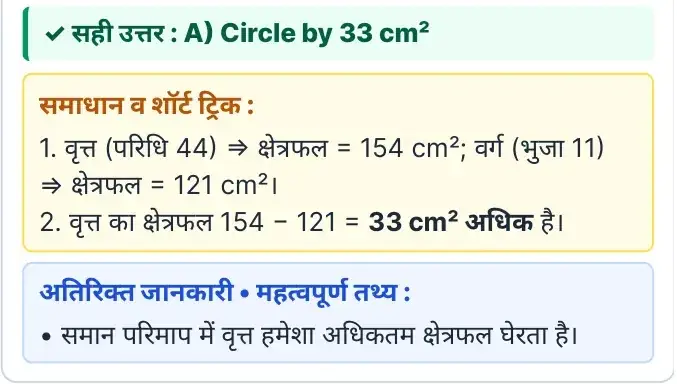 ✓ सही उत्तर : A) Circle by 33 cm²
समाधान व शॉर्ट ट्रिक :
1. वृत्त (परिधि 44) ⇒ क्षेत्रफल = 154 cm²; वर्ग (भुजा 11)
⇒ क्षेत्रफल = 121 cm²।
2. वृत्त का क्षेत्रफल 154 − 121 = 33 cm² अधिक है।
अतिरिक्त जानकारी • महत्वपूर्ण तथ्य :
• समान परिमाप में वृत्त हमेशा अधिकतम क्षेत्रफल घेरता है।